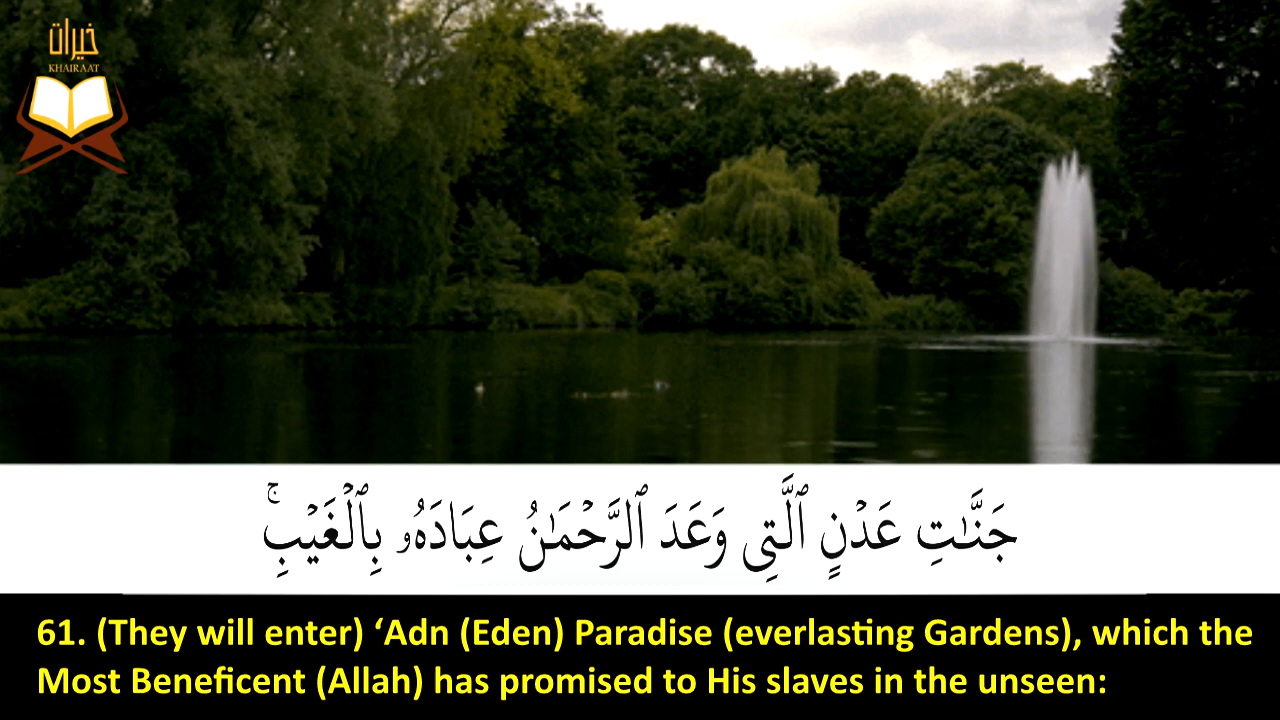 خيرات
KHAIRAAT
جَنَّـٰتِ عَدْنٍ ٱلَّتِى وَعَدَ ٱلرَّحْمَـٰنُ عِبَادَهُۥ بِٱلْغَيْبِ ۚ
61. (They will enter) ‘Adn (Eden) Paradise (everlasting Gardens), which the
Most Beneficent (Allah) has promised to His slaves in the unseen: